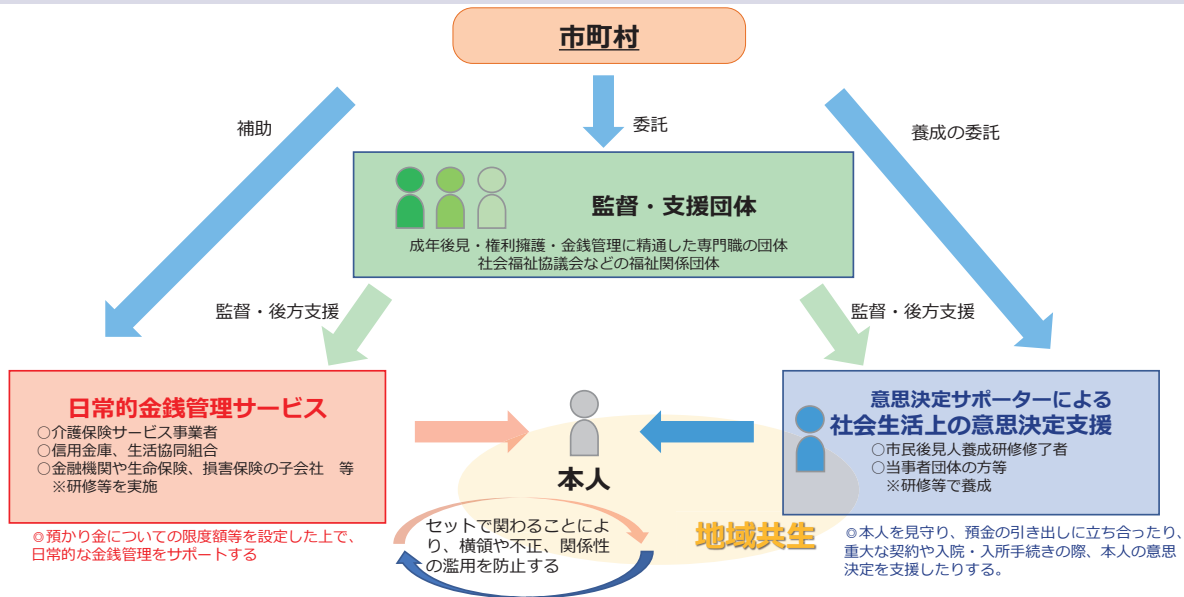 市町村
補助
委託
養成の委託
監督・支援団体
成年後見・権利擁護・金銭管理に精通した専門職の団体
社会福祉協議会などの福祉関係団体
監督・後方支援
監督・後方支援
日常的金銭管理サービス
○介護保険サービス事業者
○信用金庫、生活協同組合
○金融機関や生命保険、損害保険の子会社　等
※研修等を実施
◎預かり金についての限度額等を設定した上で、
日常的な金銭管理をサポートする
本人
セットで関わることによ
り、横領や不正、関係性
の濫用を防止する
地域共生
意思決定サポーターによる
社会生活上の意思決定支援
○市民後見人養成研修修了者
○当事者団体の方等
※研修等で養成
◎本人を見守り、預金の引き出しに立ち合ったり、
重大な契約や入院・入所手続きの際、本人の意思
決定を支援したりする。